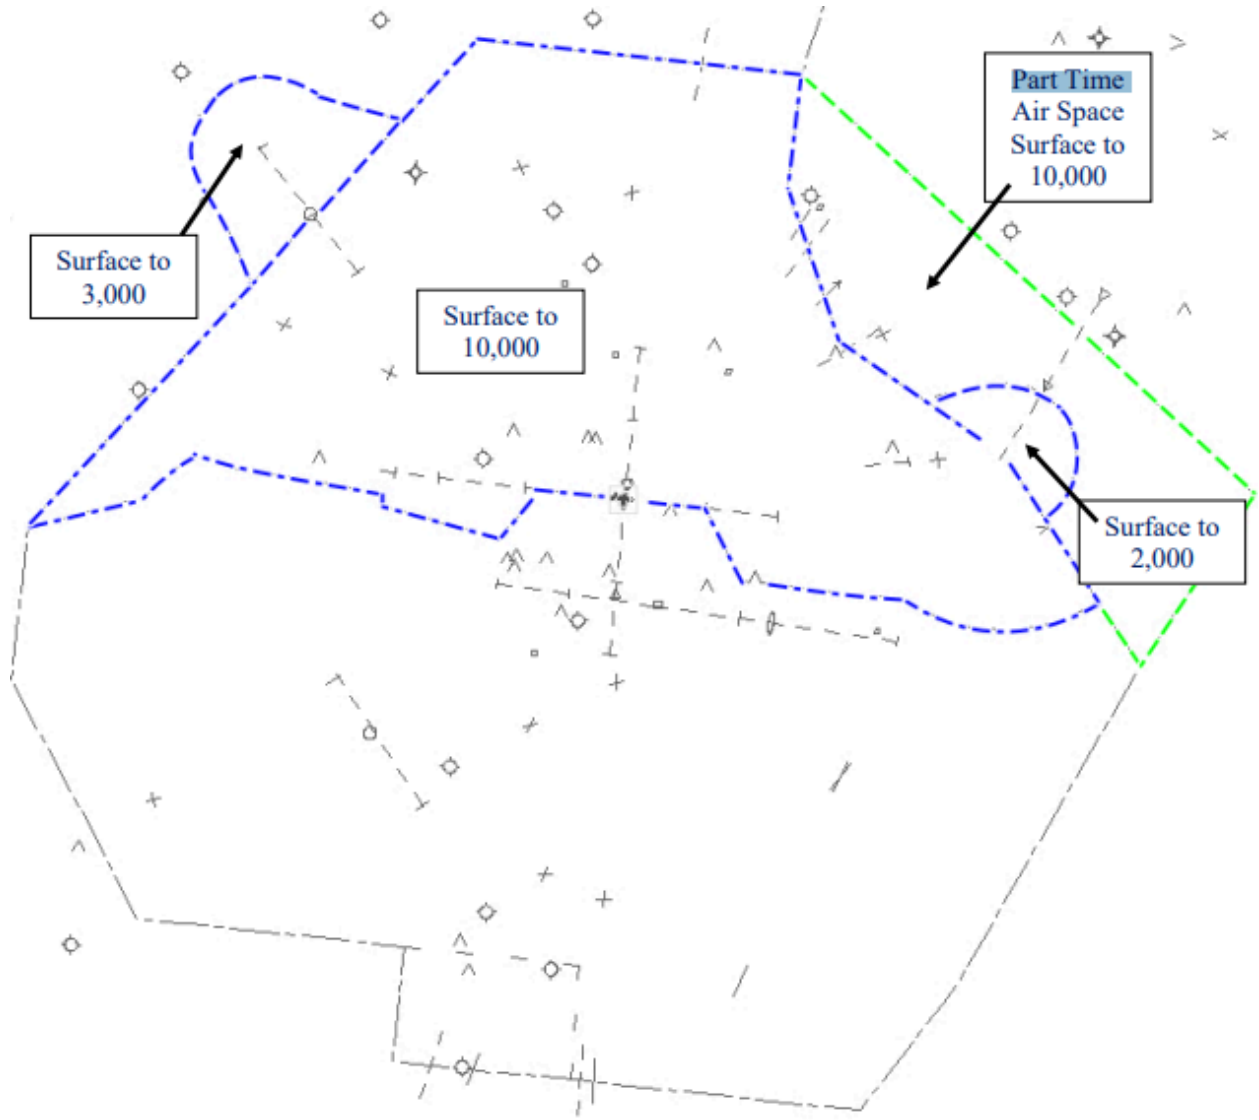 Part Time
Air Space
Surface to
10,000
Surface to
3,000
Surface to
10,000
Surface to
2,000